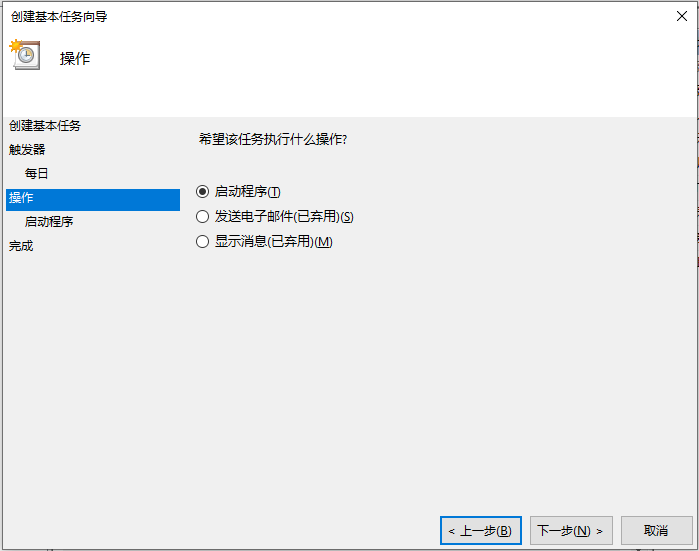 创建基本任务向导
操作
创建基本任务
触发器
每日
操作
启动程序
完成
希望该任务执行什么操作?
启动程序(T)
发送电子邮件(已弃用)(S)
显示消息(已弃用)(M)
< 上一步(B)
下一步(N) >
取消